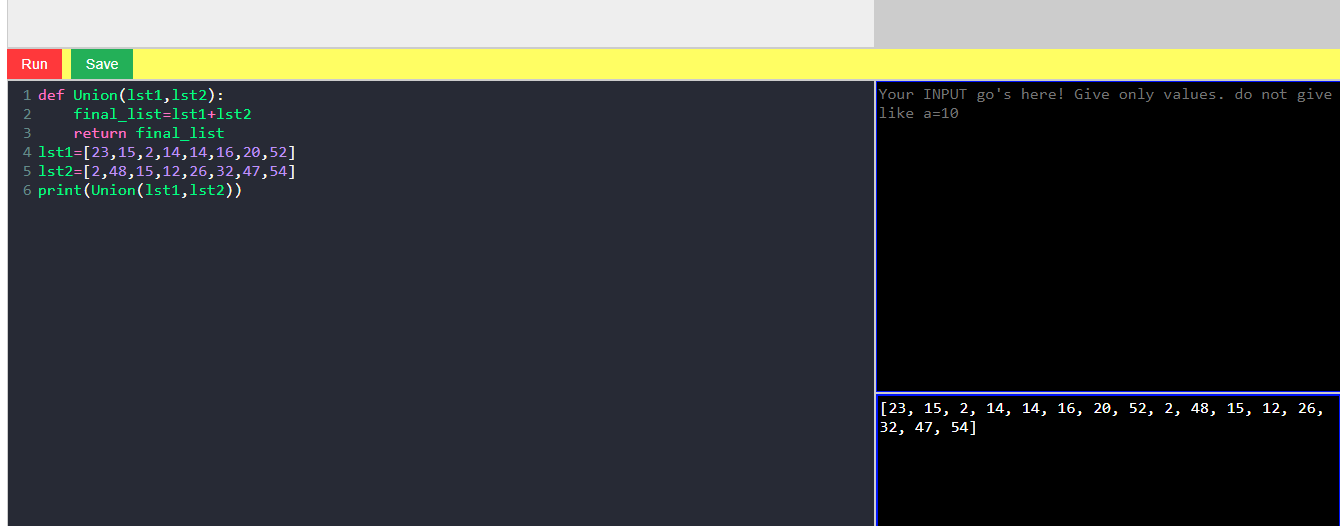 Run Save
1 def Union(lst1,lst2):
2     final_list=lst1+lst2
3     return final_list
4 lst1=[23,15,2,14,14,16,20,52]
5 lst2=[2,48,15,12,26,32,47,54]
6 print(Union(lst1,lst2))
Your INPUT go's here! Give only values. do not give
like a=10
[23, 15, 2, 14, 14, 16, 20, 52, 2, 48, 15, 12, 26,
32, 47, 54]